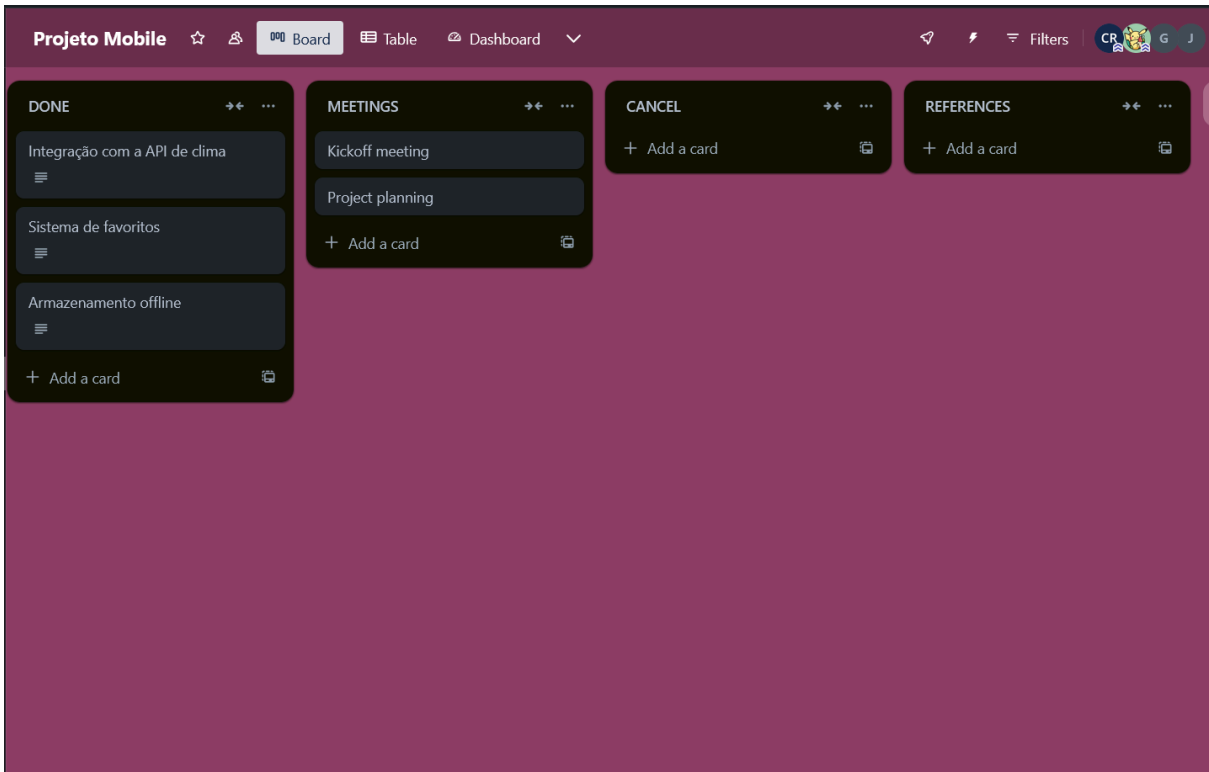 Projeto Mobile
Board
Table
Dashboard
Filters
CR
G
J
DONE
Integração com a API de clima
Sistema de favoritos
Armazenamento offline
Add a card
MEETINGS
Kickoff meeting
Project planning
Add a card
CANCEL
Add a card
REFERENCES
Add a card